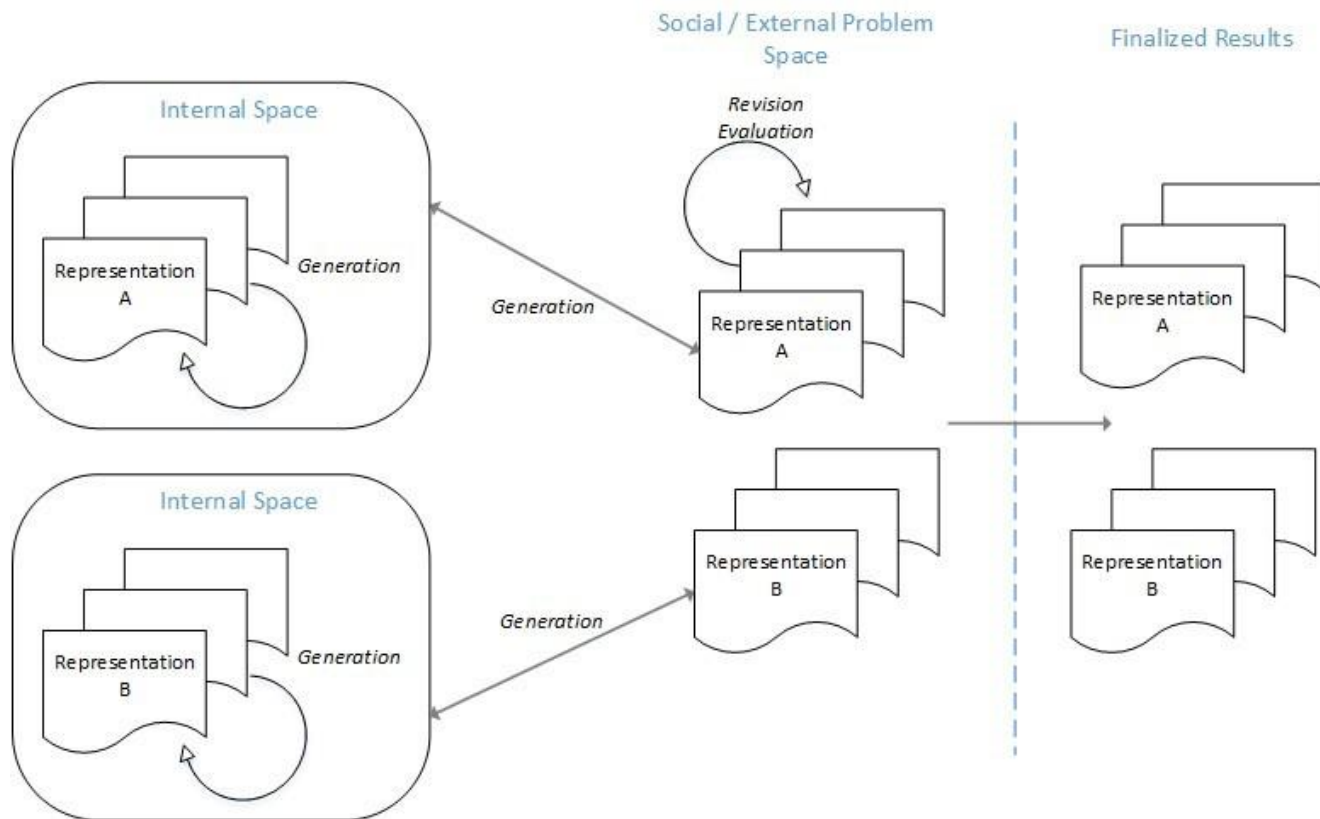 Social / External Problem
Space
Finalized Results
Internal Space
Revision
Evaluation
Generation
Representation
A
Generation
Representation
A
Representation
A
Internal Space
Generation
Representation
B
Generation
Representation
B
Representation
B